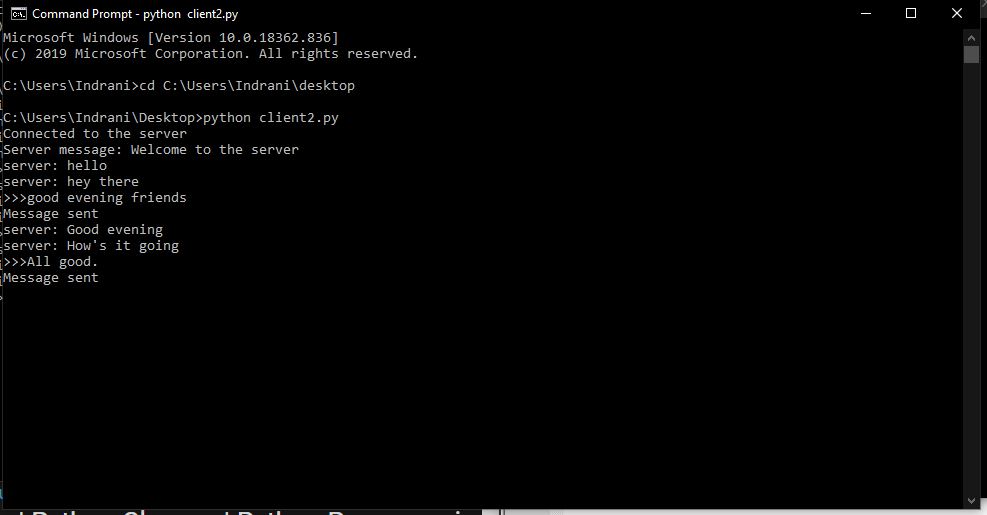 Command Prompt - python  client2.py
Microsoft Windows [Version 10.0.18362.836]
(c) 2019 Microsoft Corporation. All rights reserved.
C:\Users\Indrani>cd C:\Users\Indrani\desktop
C:\Users\Indrani\Desktop>python client2.py
Connected to the server
Server message: Welcome to the server
server: hello
server: hey there
>>>good evening friends
Message sent
server: Good evening
server: How's it going
>>>All good.
Message sent